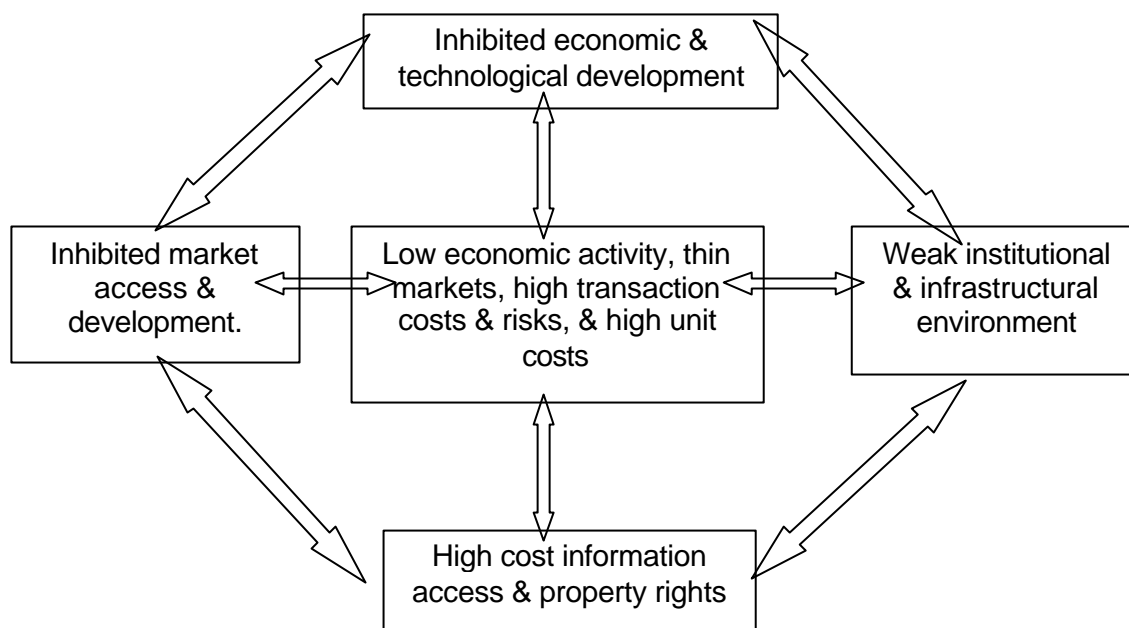 Inhibited economic &
technological development
Inhibited market
access &
development.
Low economic activity, thin
markets, high transaction
costs & risks, & high unit
costs
Weak institutional
& infrastructural
environment
High cost information
access & property rights